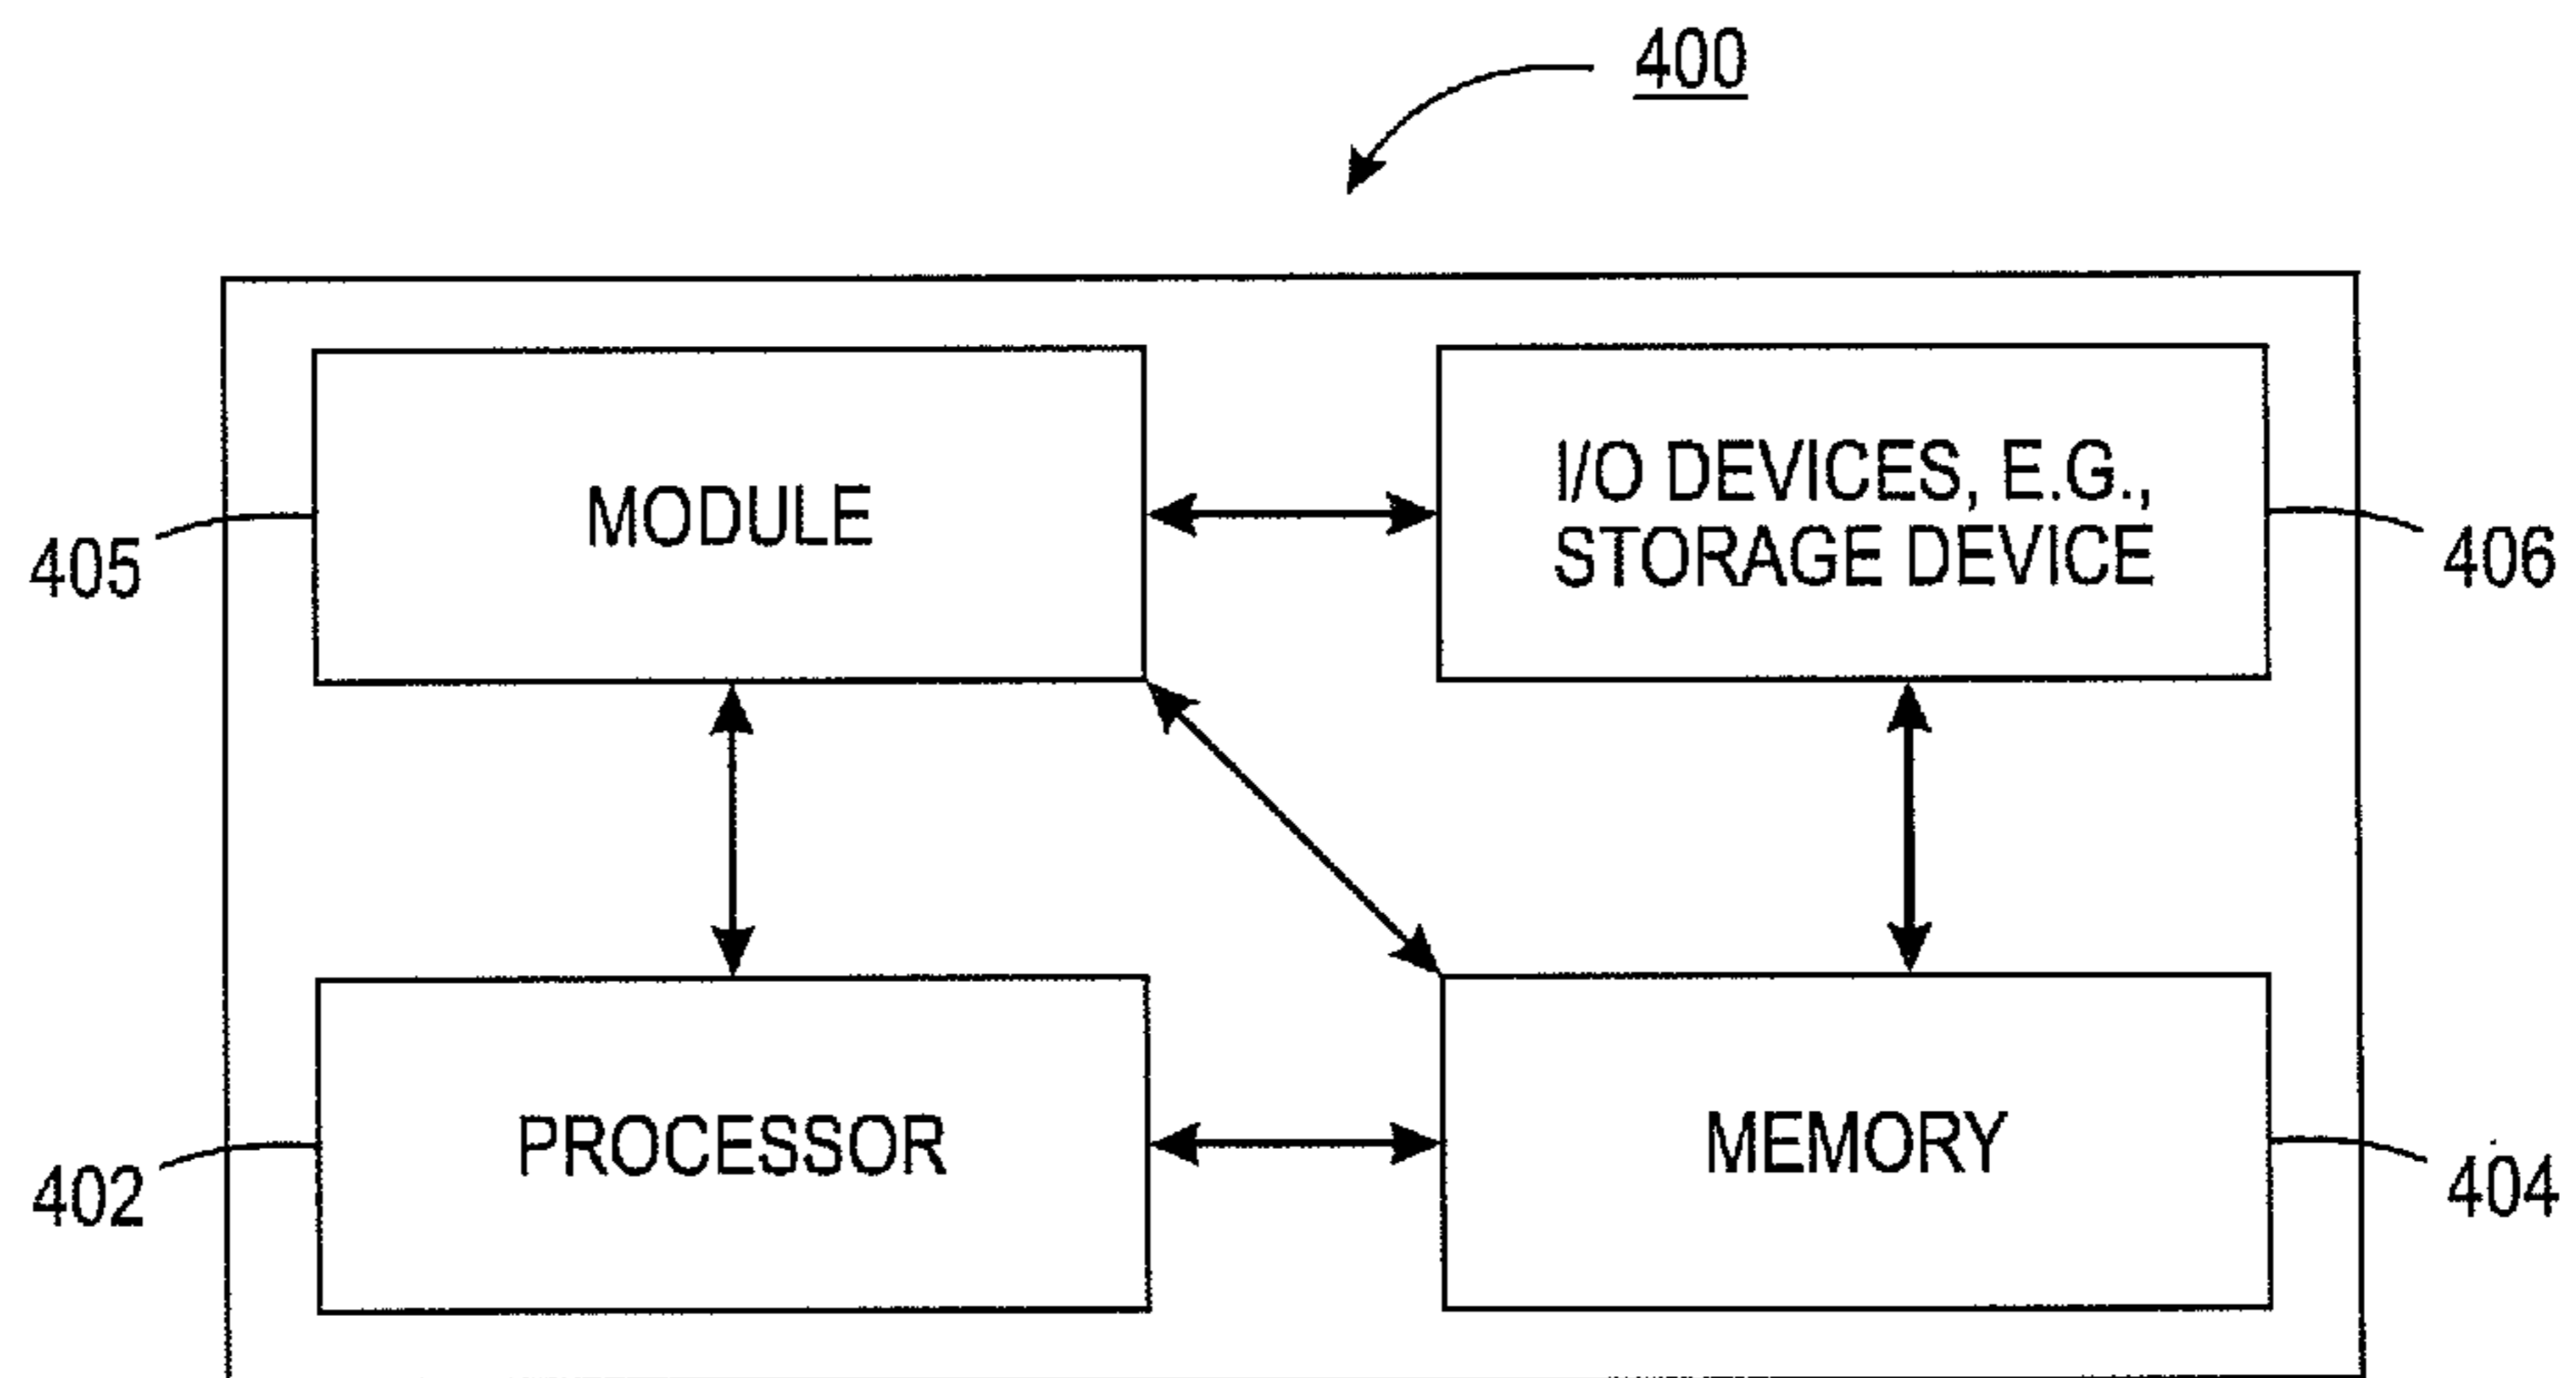 400
MODULE
I/O DEVICES, E.G.,
STORAGE DEVICE
405
406
PROCESSOR
MEMORY
402
404